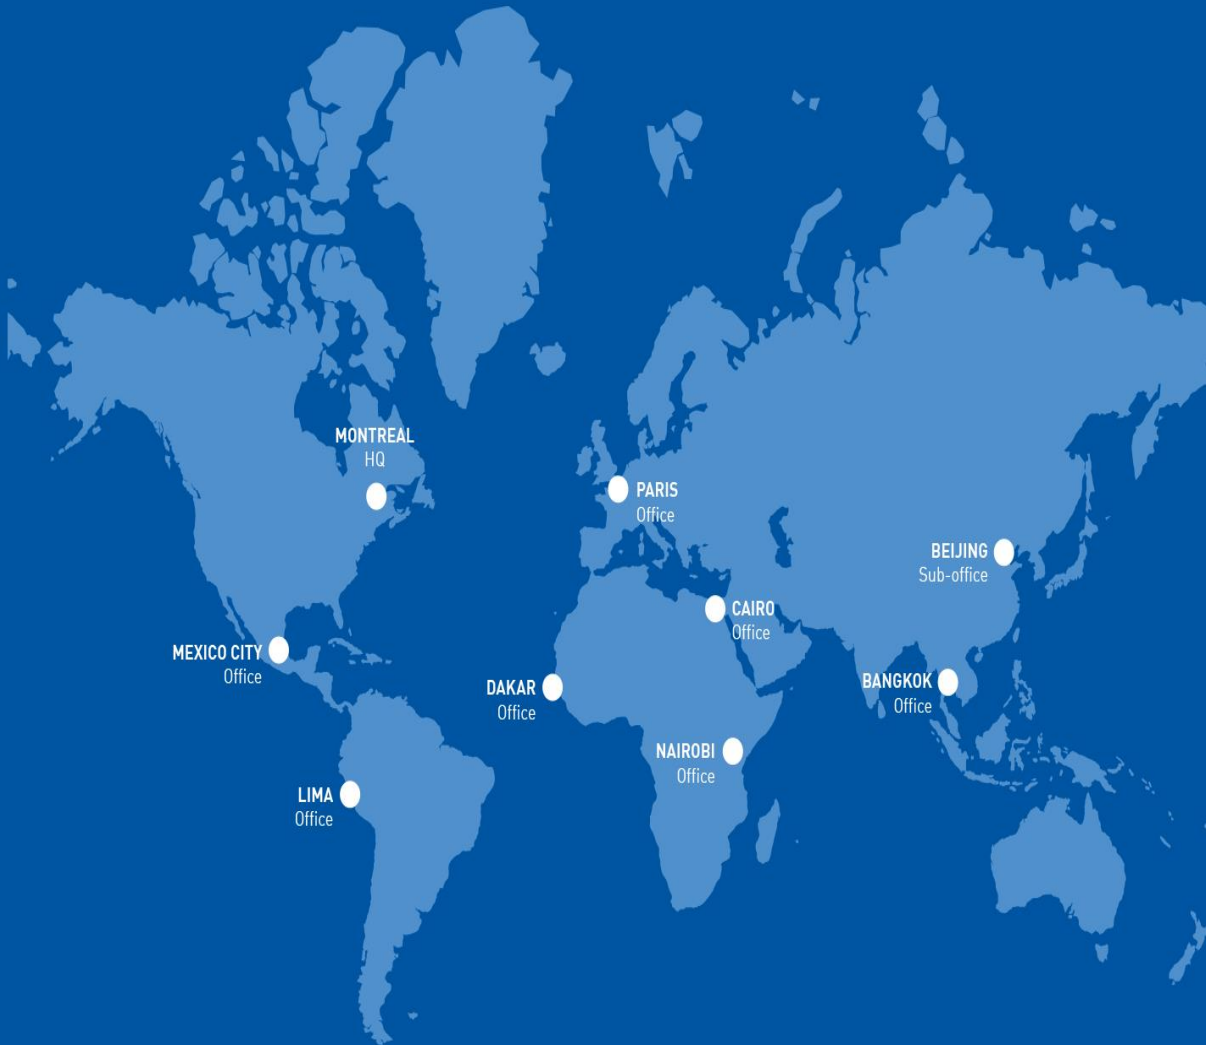 MONTREAL
HQ
PARIS
Office
BEIJING
Sub-office
CAIRO
Office
MEXICO CITY
Office
DAKAR
Office
BANGKOK
Office
NAIROBI
Office
LIMA
Office